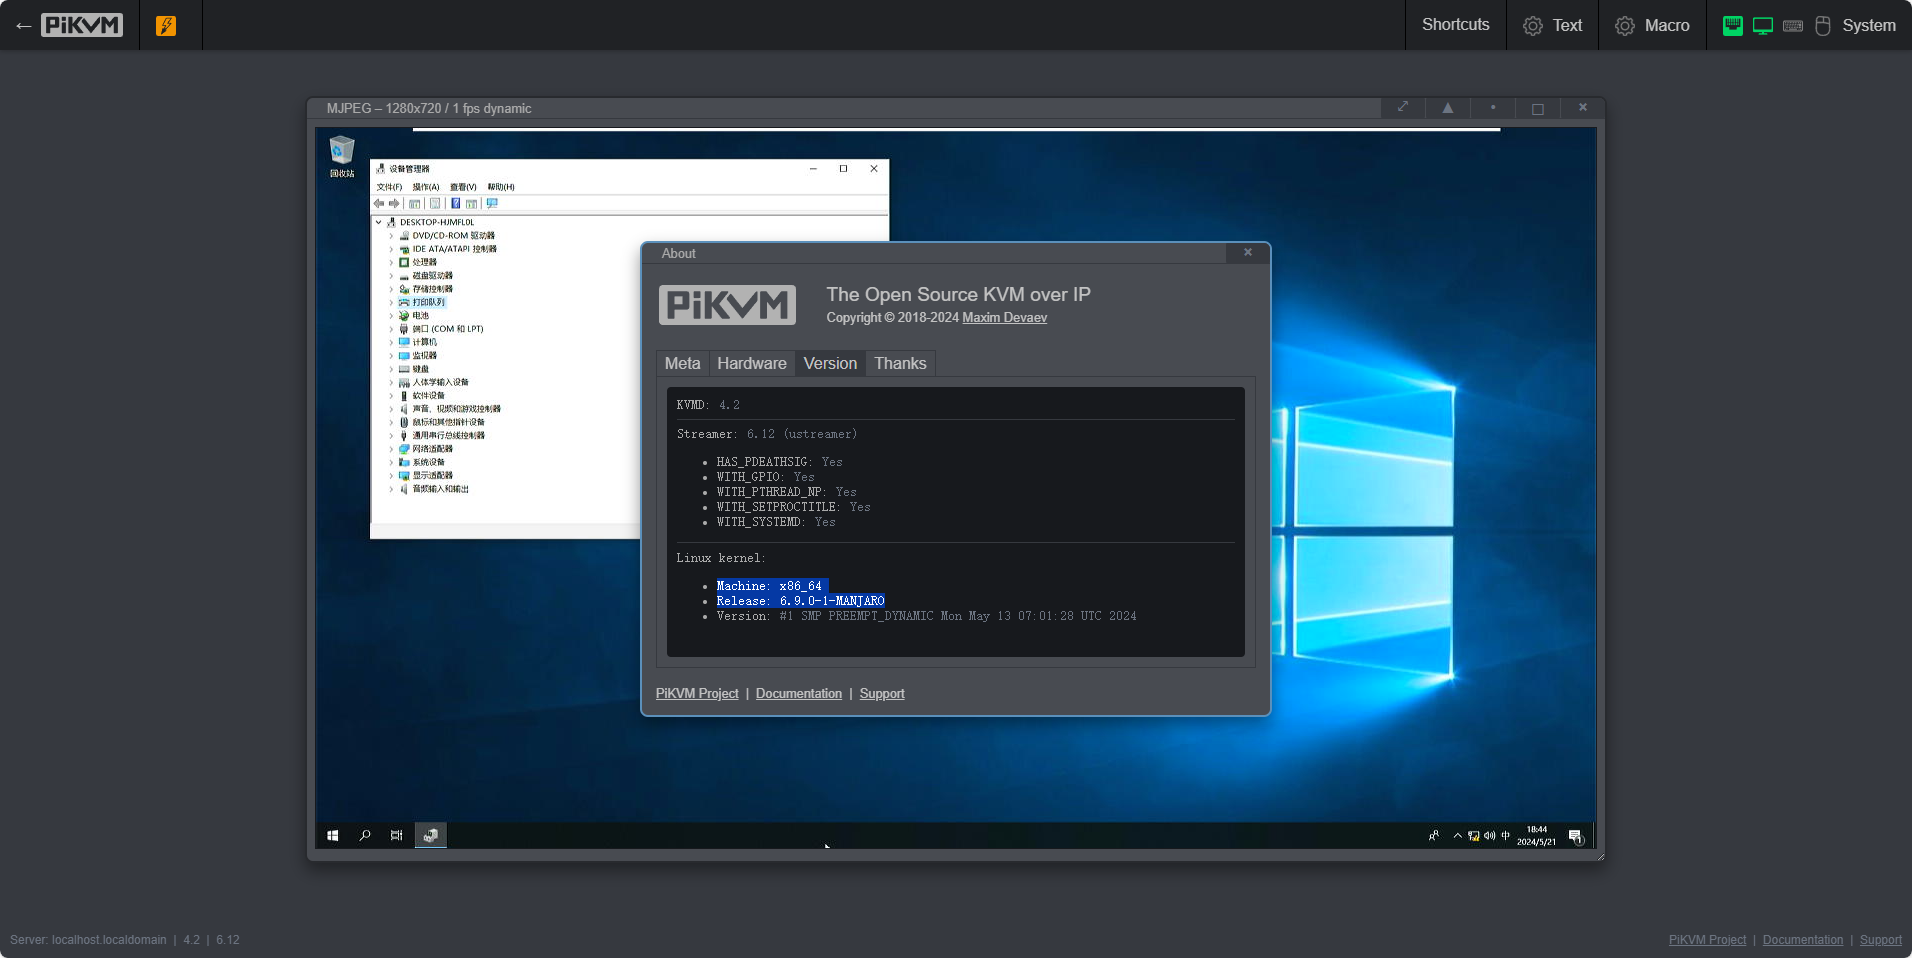 ← PiKVM
Shortcuts
Text
Macro
System
MJPEG – 1280x720 / 1 fps dynamic
回收站
设备管理器
文件(F) 操作(A) 查看(V) 帮助(H)
DESKTOP-HJMFL0L
DVD/CD-ROM 驱动器
IDE ATA/ATAPI 控制器
处理器
磁盘驱动器
存储控制器
打印队列
电池
端口 (COM 和 LPT)
计算机
监视器
键盘
人体学输入设备
软件设备
声音、视频和游戏控制器
鼠标和其他指针设备
通用串行总线控制器
网络适配器
系统设备
显示适配器
音频输入和输出
About
PiKVM
The Open Source KVM over IP
Copyright © 2018-2024 Maxim Devaev
Meta Hardware Version Thanks
KVMD: 4.2
Streamer: 6.12 (ustreamer)
• HAS_PDEATHSIG: Yes
• WITH_GPIO: Yes
• WITH_PTHREAD_NP: Yes
• WITH_SETPROCTITLE: Yes
• WITH_SYSTEMD: Yes
Linux kernel:
• Machine: x86_64
• Release: 6.9.0-1-MANJARO
• Version: #1 SMP PREEMPT_DYNAMIC Mon May 13 07:01:28 UTC 2024
PiKVM Project | Documentation | Support
中
18:44
2024/5/21
1
Server: localhost.localdomain | 4.2 | 6.12
PiKVM Project | Documentation | Support